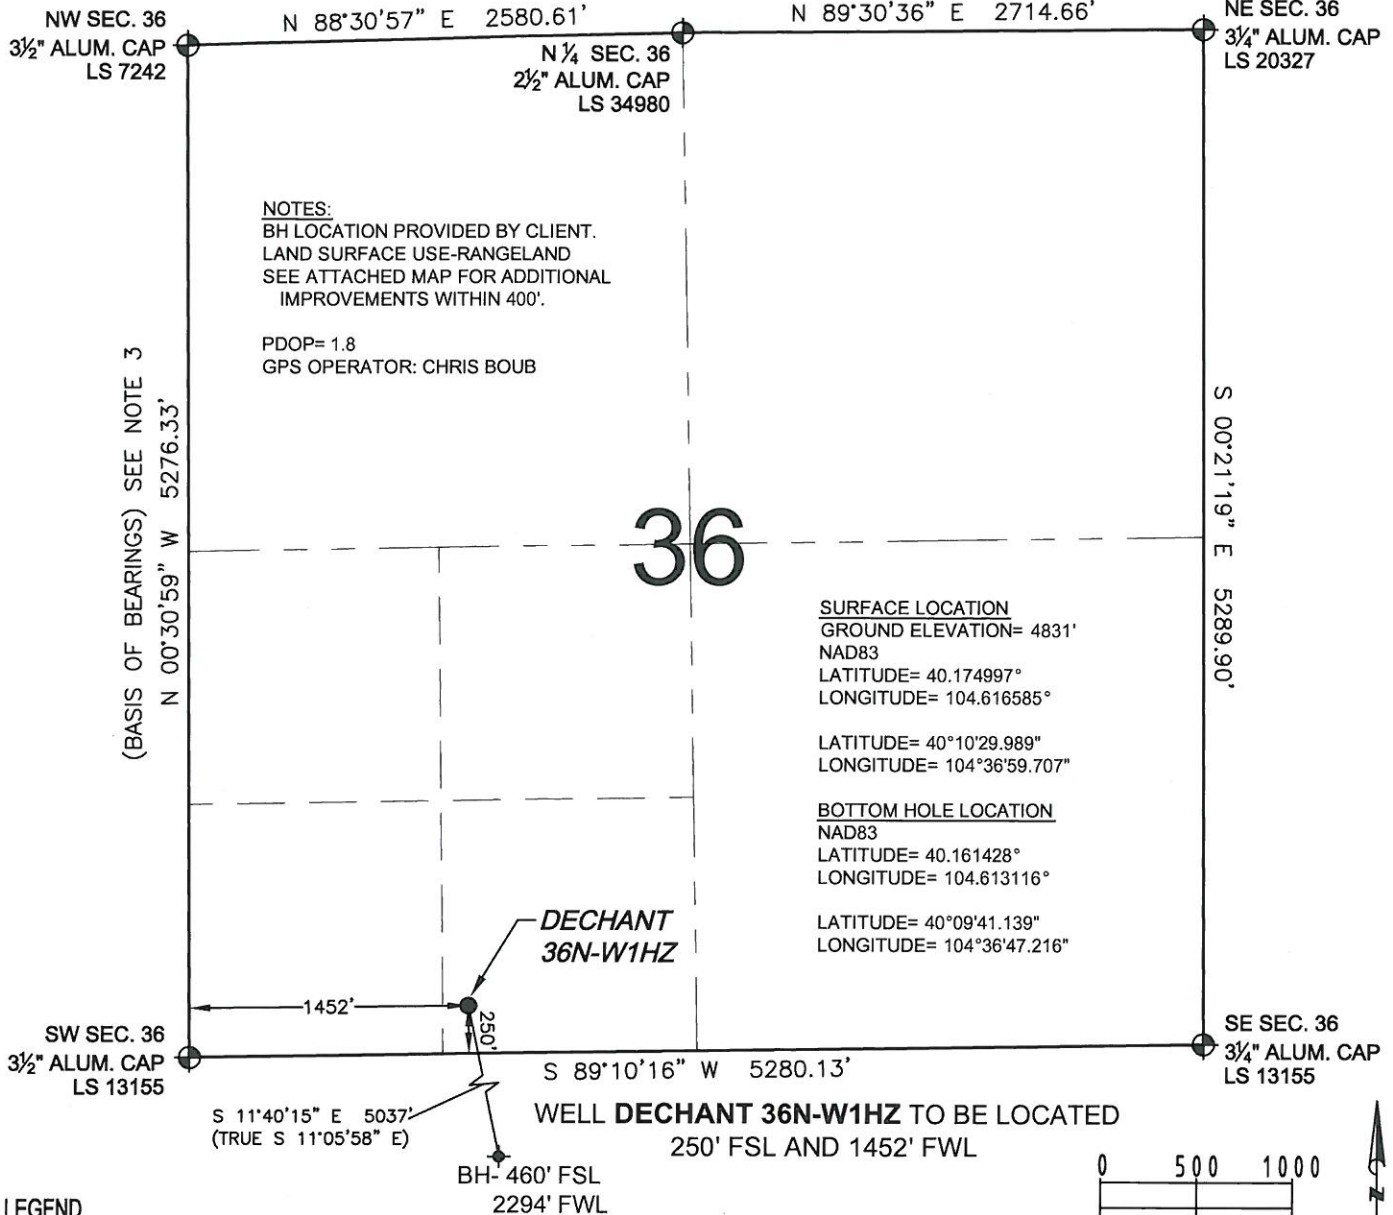 NW SEC. 36
3½" ALUM. CAP
LS 7242
N 88°30'57" E 2580.61'
N ¼ SEC. 36
2½" ALUM. CAP
LS 34980
N 89°30'36" E 2714.66'
NE SEC. 36
3¼" ALUM. CAP
LS 20327
NOTES:
BH LOCATION PROVIDED BY CLIENT.
LAND SURFACE USE-RANGELAND
SEE ATTACHED MAP FOR ADDITIONAL
IMPROVEMENTS WITHIN 400'.
PDOP= 1.8
GPS OPERATOR: CHRIS BOUB
(BASIS OF BEARINGS) SEE NOTE 3
N 00°30'59" W 5276.33'
S 00°21'19" E 5289.90'
36
SURFACE LOCATION
GROUND ELEVATION= 4831'
NAD83
LATITUDE= 40.174997°
LONGITUDE= 104.616585°
LATITUDE= 40°10'29.989"
LONGITUDE= 104°36'59.707"
BOTTOM HOLE LOCATION
NAD83
LATITUDE= 40.161428°
LONGITUDE= 104.613116°
LATITUDE= 40°09'41.139"
LONGITUDE= 104°36'47.216"
DECHANT
36N-W1HZ
1452'
250'
SW SEC. 36
3½" ALUM. CAP
LS 13155
S 89°10'16" W 5280.13'
SE SEC. 36
3¼" ALUM. CAP
LS 13155
S 11°40'15" E 5037'
(TRUE S 11°05'58" E)
WELL DECHANT 36N-W1HZ TO BE LOCATED
250' FSL AND 1452' FWL
BH- 460' FSL
2294' FWL
0 500 1000
N
LEGEND